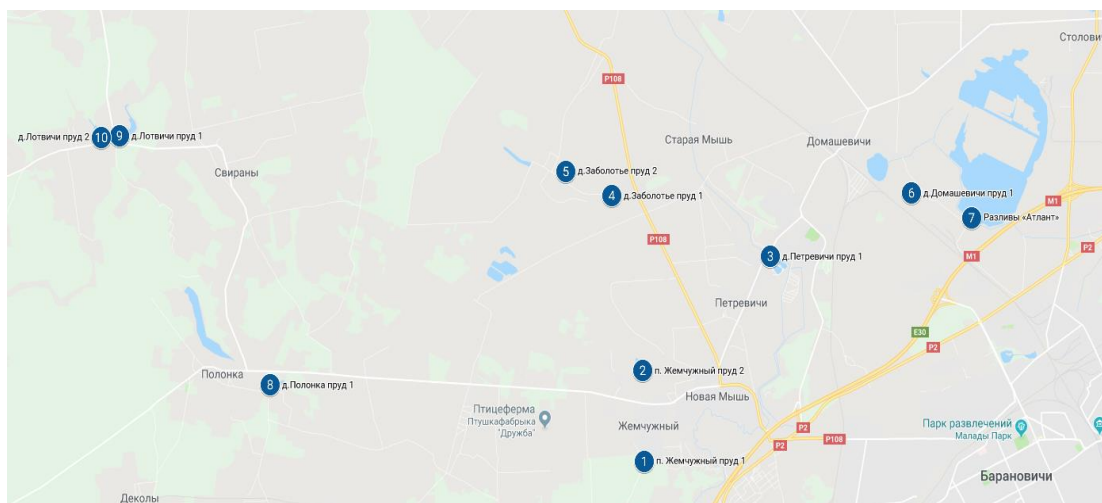 Столови
P108
Старая Мышь
Домашевичи
д.Лотвичи пруд 2
10
9
д.Лотвичи пруд 1
Свираны
5
д.Заболотье пруд 2
4
д.Заболотье пруд 1
6
д.Домашевичи пруд 1
M1
7
Разливы «Атлант»
P108
P2
M1
3
д.Петревичи пруд 1
Петревичи
E30
P2
Полонка
8
д.Полонка пруд 1
2
п. Жемчужный пруд 2
Новая Мышь
Птицеферма
Птушкафабрыка
"Дружба"
Жемчужный
P2
P108
Парк развлечений
Малады Парк
1
п. Жемчужный пруд 1
Барановичи
Деколы